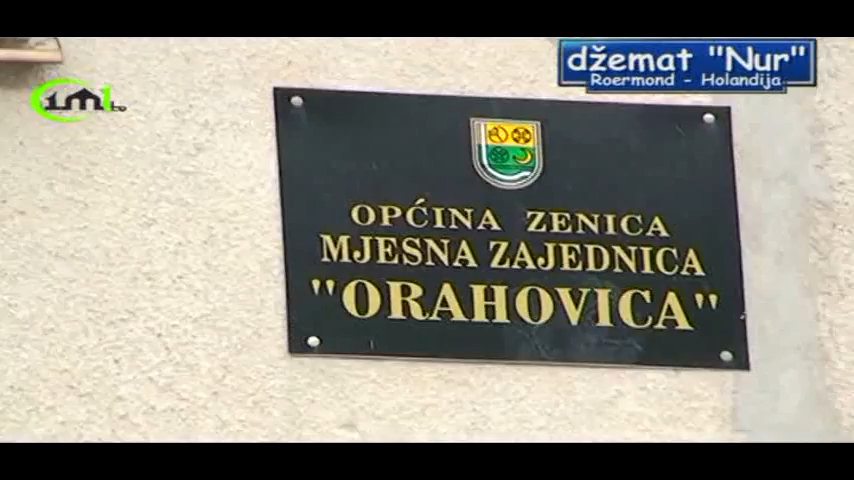 džemat "Nur"
Roermond - Holandija
OPĆINA ZENICA
MJESNA ZAJEDNICA
"ORAHOVICA"